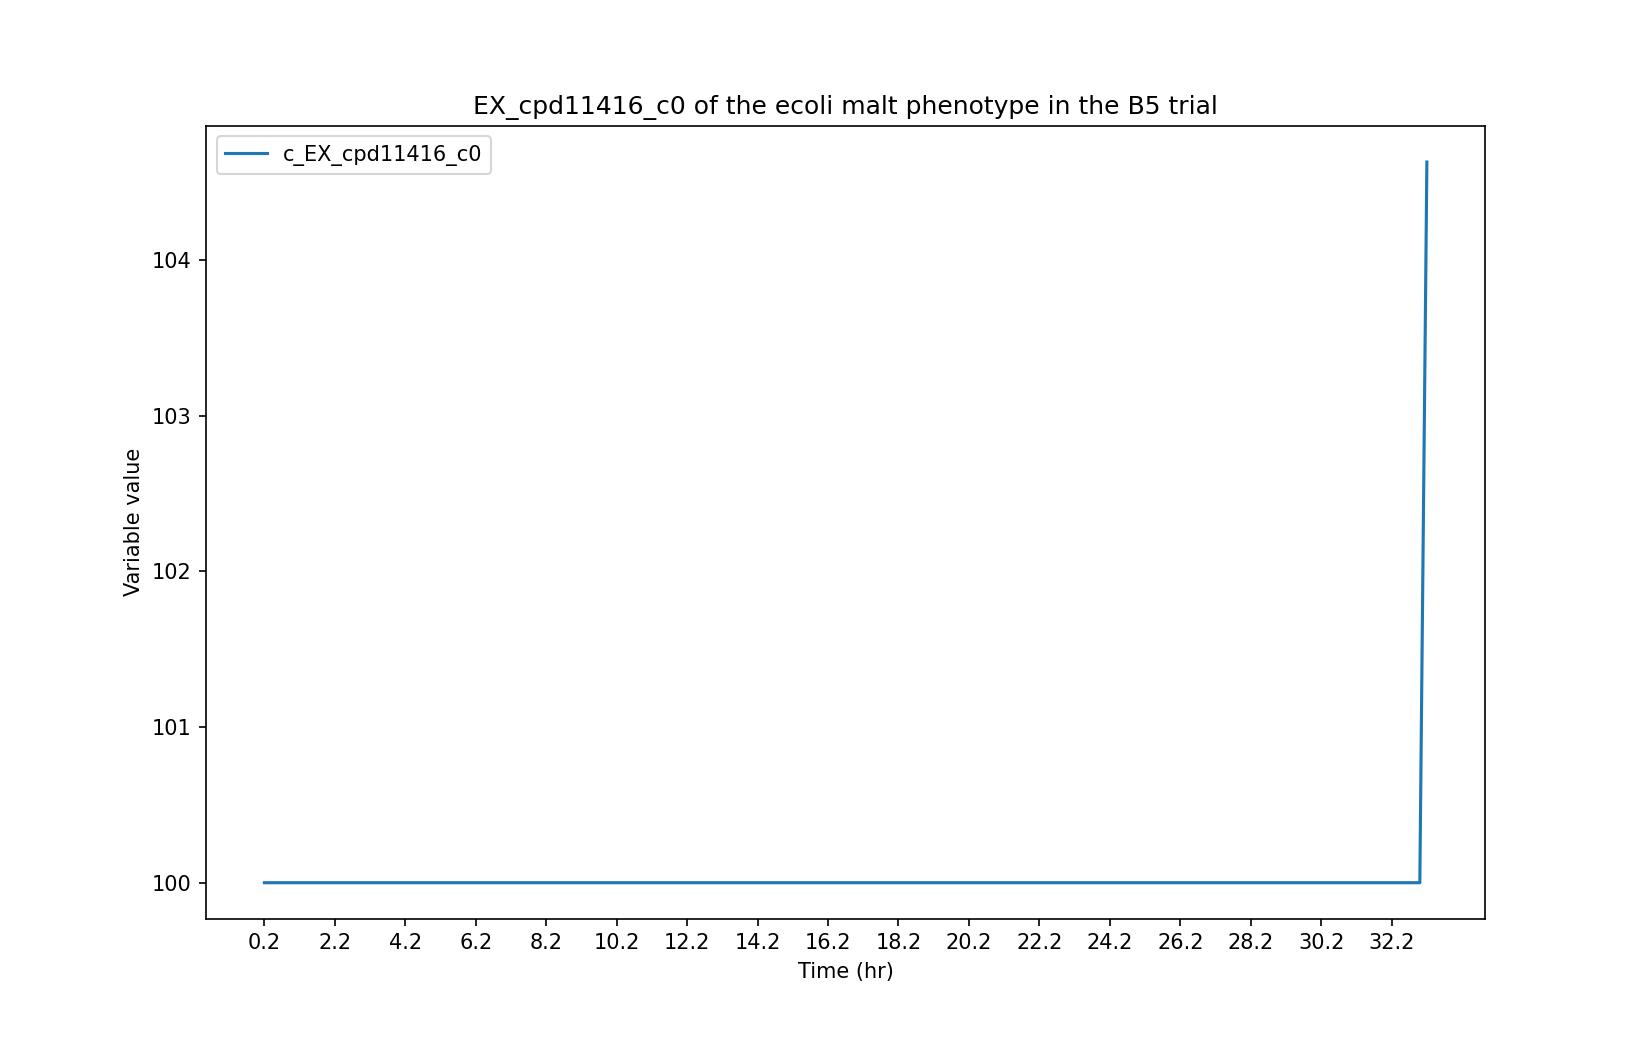 EX_cpd11416_c0 of the ecoli malt phenotype in the B5 trial
c_EX_cpd11416_c0
104
103
102
101
100
Variable value
0.2 2.2 4.2 6.2 8.2 10.2 12.2 14.2 16.2 18.2 20.2 22.2 24.2 26.2 28.2 30.2 32.2
Time (hr)